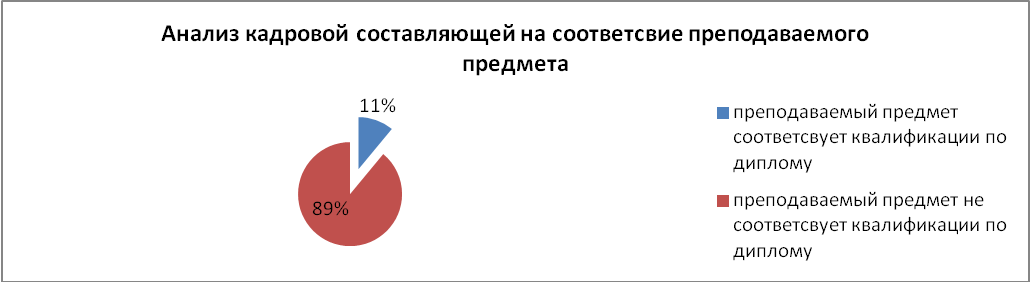 Анализ кадровой составляющей на соответсвие преподаваемого
предмета
11%
89%
преподаваемый предмет
соответсвует квалификации по
диплому
преподаваемый предмет не
соответсвует квалификации по
диплому